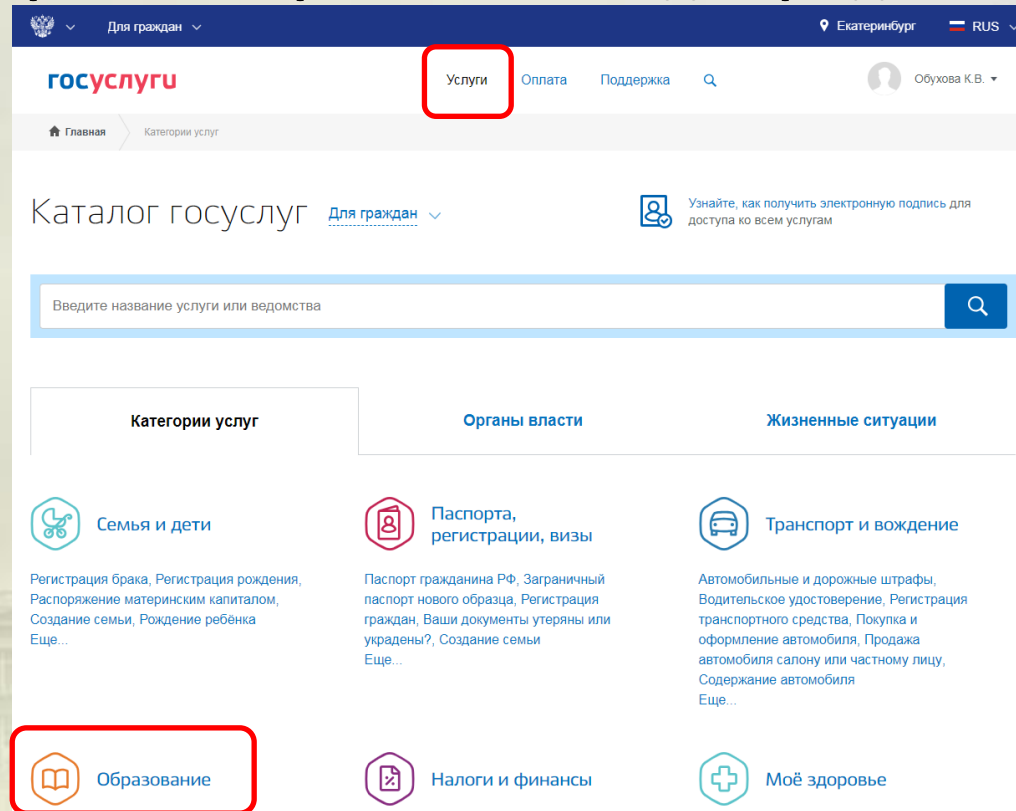 Для граждан
Екатеринбург
RUS
госуслуги
Услуги
Оплата
Поддержка
Обухова К.В.
Главная
Категории услуг
Каталог госуслуг
Для граждан
Узнайте, как получить электронную подпись для
доступа ко всем услугам
Введите название услуги или ведомства
Категории услуг
Органы власти
Жизненные ситуации
Семья и дети
Регистрация брака, Регистрация рождения,
Распоряжение материнским капиталом,
Создание семьи, Рождение ребёнка
Еще...
Паспорта,
регистрации, визы
Паспорт гражданина РФ, Заграничный
паспорт нового образца, Регистрация
граждан, Ваши документы утеряны или
украдены?, Создание семьи
Еще...
Транспорт и вождение
Автомобильные и дорожные штрафы,
Водительское удостоверение, Регистрация
транспортного средства, Покупка и
оформление автомобиля, Продажа
автомобиля салону или частному лицу,
Содержание автомобиля
Еще...
Образование
Налоги и финансы
Моё здоровье